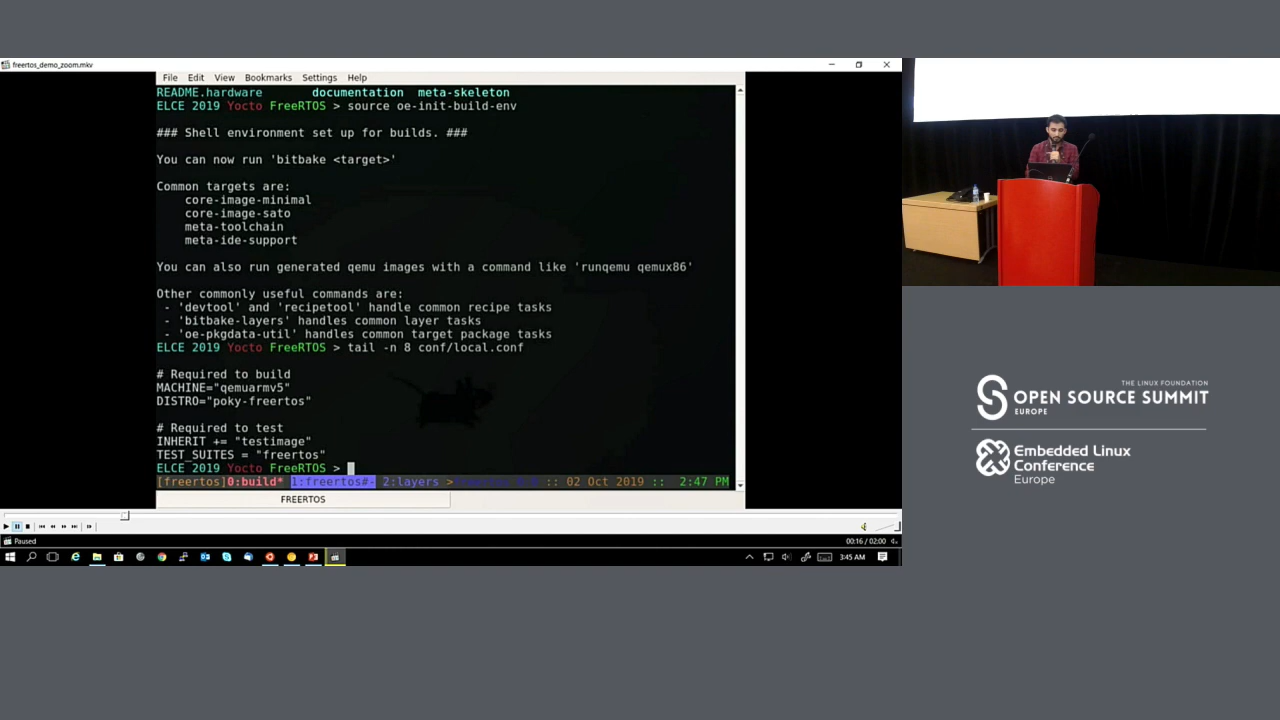 freertos_demo_zoom.mkv
File Edit View Bookmarks Settings Help
README.hardware documentation meta-skeleton
ELCE 2019 Yocto FreeRTOS > source oe-init-build-env
### Shell environment set up for builds. ###
You can now run 'bitbake <target>'
Common targets are:
core-image-minimal
core-image-sato
meta-toolchain
meta-ide-support
You can also run generated qemu images with a command like 'runqemu qemux86'
Other commonly useful commands are:
- 'devtool' and 'recipetool' handle common recipe tasks
- 'bitbake-layers' handles common layer tasks
- 'oe-pkgdata-util' handles common target package tasks
ELCE 2019 Yocto FreeRTOS > tail -n 8 conf/local.conf
# Required to build
MACHINE="qemuarmv5"
DISTRO="poky-freertos"
# Required to test
INHERIT += "testimage"
TEST_SUITES = "freertos"
ELCE 2019 Yocto FreeRTOS >
[freertos]0:build* 1:freertos#- 2:layers > :: 02 Oct 2019 :: 2:47 PM
FREERTOS
Paused
00:16 / 02:00
3:45 AM
THE LINUX FOUNDATION
OPEN SOURCE SUMMIT
EUROPE
Embedded Linux
Conference
Europe